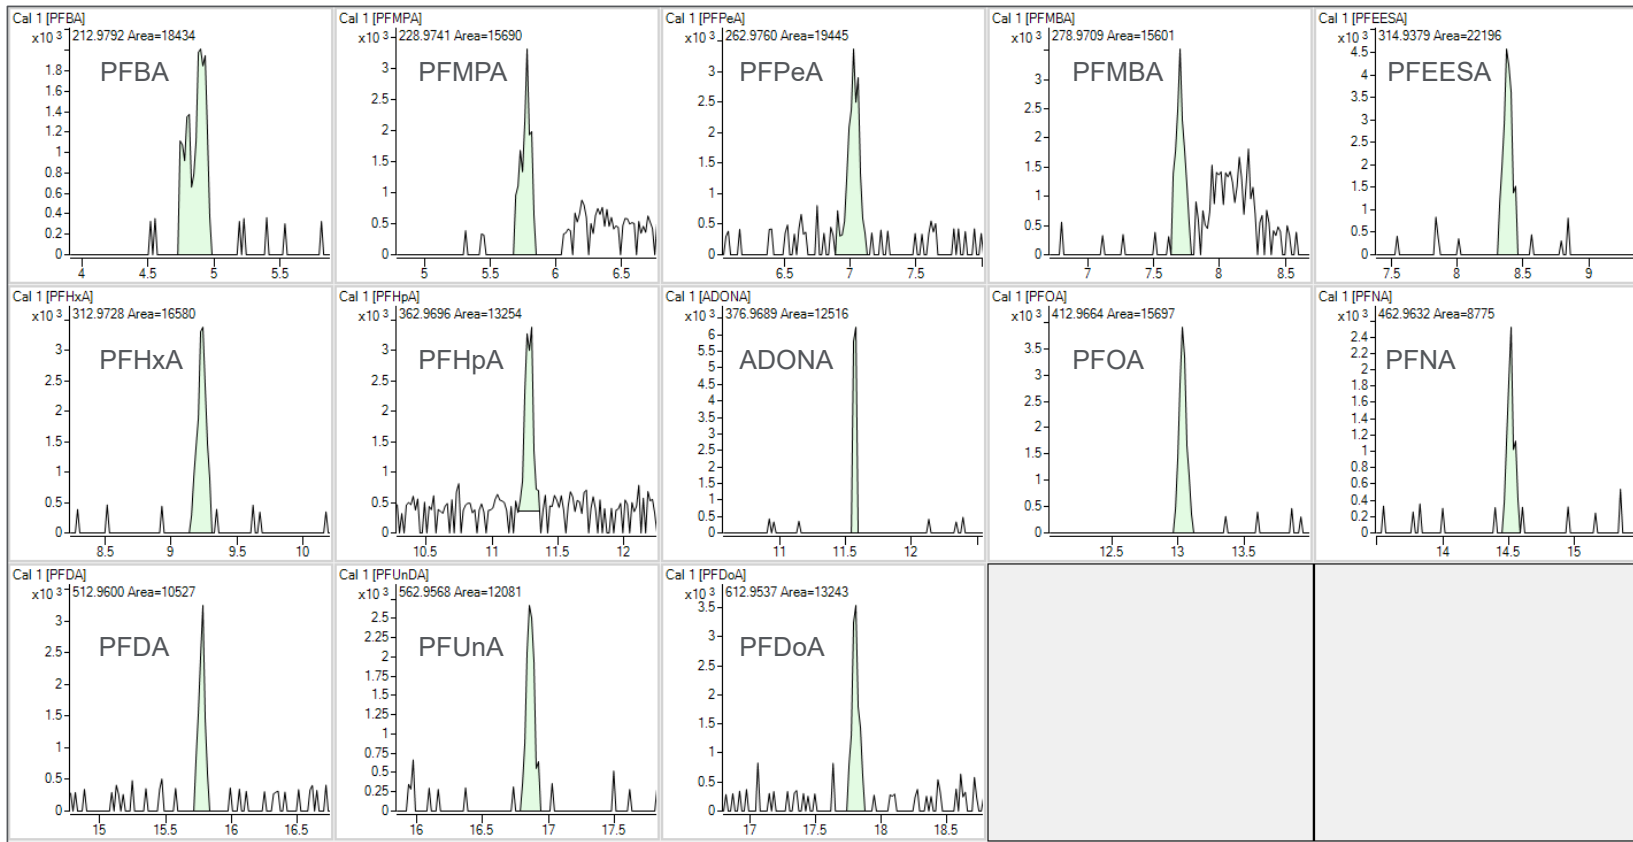 Cal 1 [PFBA]
x10 3 212.9792 Area=18434
PFBA
1.8
1.6
1.4
1.2
1
0.8
0.6
0.4
0.2
0
4 4.5 5 5.5
Cal 1 [PFMPA]
x10 3 228.9741 Area=15690
PFMPA
3
2.5
2
1.5
1
0.5
0
5 5.5 6 6.5
Cal 1 [PFPeA]
x10 3 262.9760 Area=19445
PFPeA
3
2.5
2
1.5
1
0.5
0
6.5 7 7.5
Cal 1 [PFMBA]
x10 3 278.9709 Area=15601
PFMBA
3
2.5
2
1.5
1
0.5
0
7 7.5 8 8.5
Cal 1 [PFEESA]
x10 3 314.9379 Area=22196
PFEESA
4.5
4
3.5
3
2.5
2
1.5
1
0.5
0
7.5 8 8.5 9
Cal 1 [PFHxA]
x10 3 312.9728 Area=16580
PFHxA
3
2.5
2
1.5
1
0.5
0
8.5 9 9.5 10
Cal 1 [PFHpA]
x10 3 362.9696 Area=13254
PFHpA
3
2.5
2
1.5
1
0.5
0
10.5 11 11.5 12
Cal 1 [ADONA]
x10 3 376.9689 Area=12516
ADONA
6
5.5
5
4.5
4
3.5
3
2.5
2
1.5
1
0.5
0
11 11.5 12
Cal 1 [PFOA]
x10 3 412.9664 Area=15697
PFOA
3.5
3
2.5
2
1.5
1
0.5
0
12.5 13 13.5
Cal 1 [PFNA]
x10 3 462.9632 Area=8775
PFNA
2.4
2.2
2
1.8
1.6
1.4
1.2
1
0.8
0.6
0.4
0.2
0
14 14.5 15
Cal 1 [PFDA]
x10 3 512.9600 Area=10527
PFDA
3
2.5
2
1.5
1
0.5
0
15 15.5 16 16.5
Cal 1 [PFUnDA]
x10 3 562.9568 Area=12081
PFUnA
2.5
2.25
2
1.75
1.5
1.25
1
0.75
0.5
0.25
0
16 16.5 17 17.5
Cal 1 [PFDoA]
x10 3 612.9537 Area=13243
PFDoA
3.5
3
2.5
2
1.5
1
0.5
0
17 17.5 18 18.5